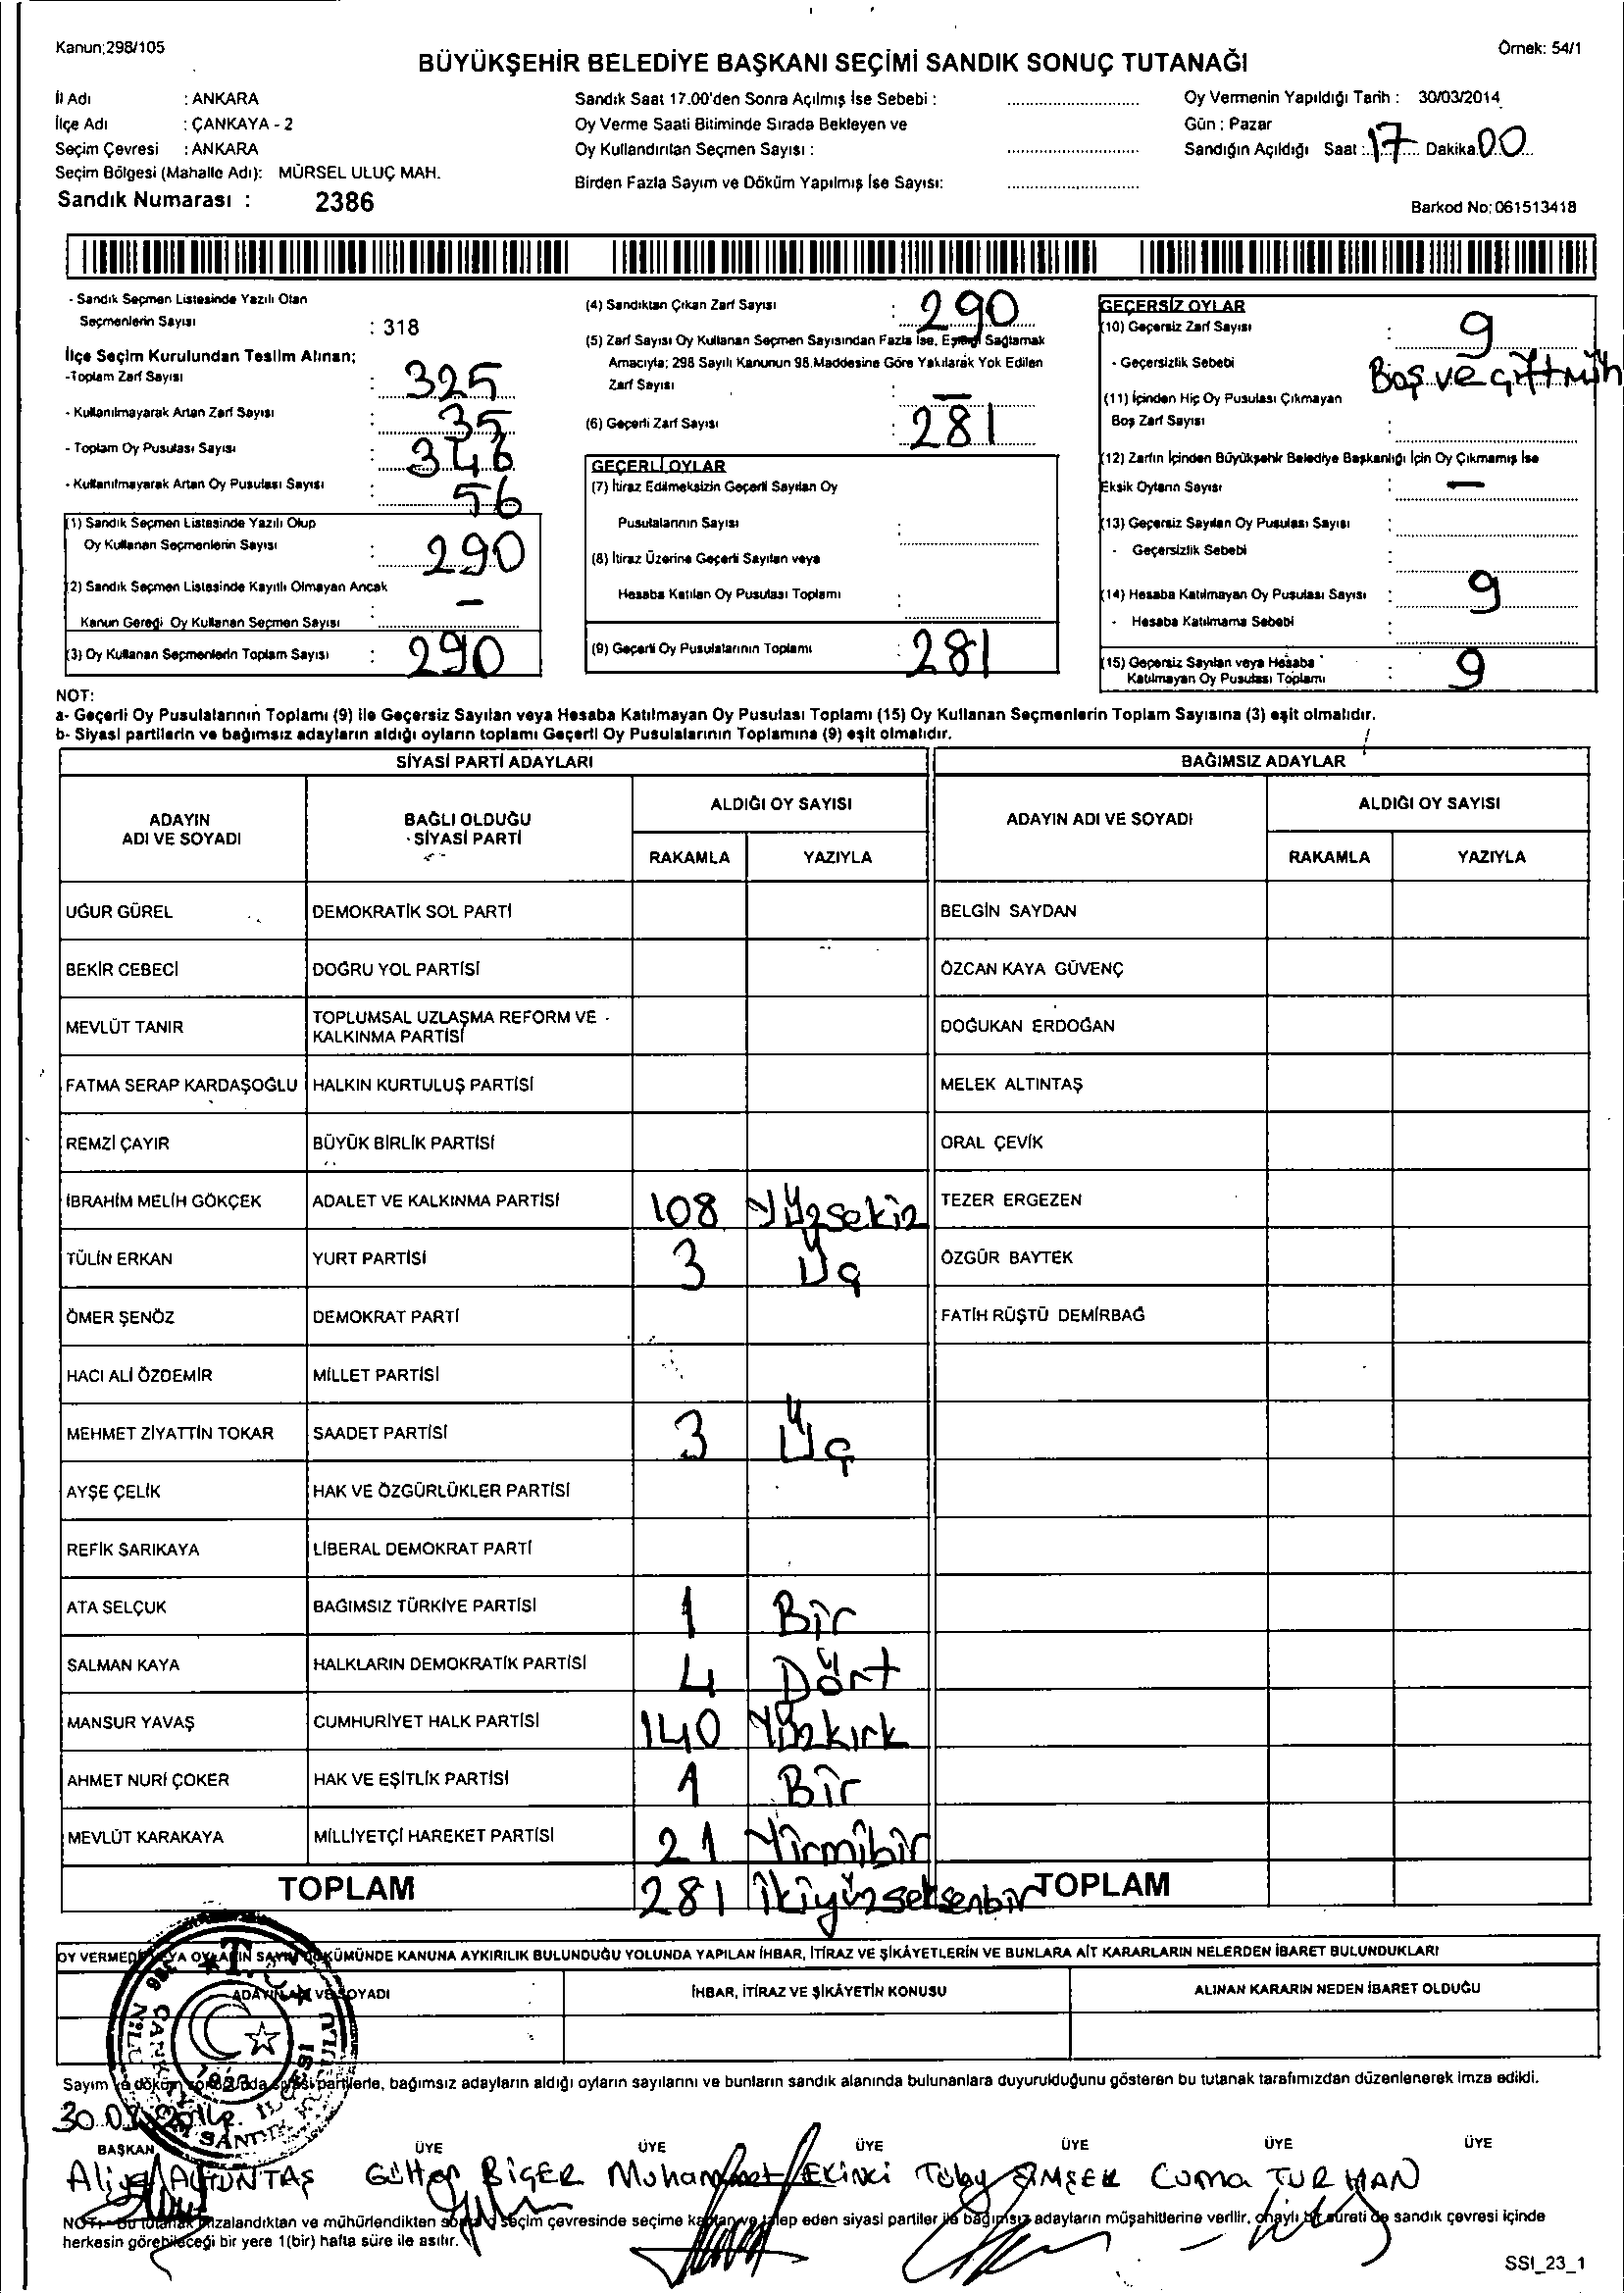 Kanun;298/105
Örnek: 54/1
BÜYÜKŞEHİR BELEDİYE BAŞKANI SEÇİMİ SANDIK SONUÇ TUTANAĞI
İl Adı : ANKARA
İlçe Adı : ÇANKAYA - 2
Seçim Çevresi : ANKARA
Seçim Bölgesi (Mahalle Adı): MÜRSEL ULUÇ MAH.
Sandık Numarası : 2386
Sandık Saat 17.00'den Sonra Açılmış İse Sebebi :
Oy Verme Saati Bitiminde Sırada Bekleyen ve
Oy Kullandırılan Seçmen Sayısı :
Birden Fazla Sayım ve Döküm Yapılmış İse Sayısı:
Oy Vermenin Yapıldığı Tarih : 30/03/2014
Gün : Pazar
Sandığın Açıldığı Saat : 17 Dakika 00
Barkod No: 061513418
- Sandık Seçmen Listesinde Yazılı Olan
Seçmenlerin Sayısı : 318
İlçe Seçim Kurulundan Teslim Alınan;
-Toplam Zarf Sayısı : 325
- Kullanılmayarak Artan Zarf Sayısı : 35
- Toplam Oy Pusulası Sayısı : 346
- Kullanılmayarak Artan Oy Pusulası Sayısı : 56
(1) Sandık Seçmen Listesinde Yazılı Olup
Oy Kullanan Seçmenlerin Sayısı : 290
(2) Sandık Seçmen Listesinde Kayıtlı Olmayan Ancak
Kanun Gereği Oy Kullanan Seçmen Sayısı : -
(3) Oy Kullanan Seçmenlerin Toplam Sayısı : 290
(4) Sandıktan Çıkan Zarf Sayısı : 290
(5) Zarf Sayısı Oy Kullanan Seçmen Sayısından Fazla İse, Eşitliği Sağlamak
Amacıyla; 298 Sayılı Kanunun 98.Maddesine Göre Yakılarak Yok Edilen
Zarf Sayısı : -
(6) Geçerli Zarf Sayısı : 281
GEÇERLİ OYLAR
(7) İtiraz Edilmeksizin Geçerli Sayılan Oy
Pusulalarının Sayısı :
(8) İtiraz Üzerine Geçerli Sayılan veya
Hesaba Katılan Oy Pusulası Toplamı :
(9) Geçerli Oy Pusulalarının Toplamı : 281
GEÇERSİZ OYLAR
(10) Geçersiz Zarf Sayısı : 9
- Geçersizlik Sebebi Boş ve çift müh
(11) İçinden Hiç Oy Pusulası Çıkmayan
Boş Zarf Sayısı :
(12) Zarfın İçinden Büyükşehir Belediye Başkanlığı İçin Oy Çıkmamış İse
Eksik Oyların Sayısı : -
(13) Geçersiz Sayılan Oy Pusulası Sayısı :
- Geçersizlik Sebebi :
(14) Hesaba Katılmayan Oy Pusulası Sayısı : 9
- Hesaba Katılmama Sebebi :
(15) Geçersiz Sayılan veya Hesaba
Katılmayan Oy Pusulası Toplamı : 9
NOT:
a- Geçerli Oy Pusulalarının Toplamı (9) ile Geçersiz Sayılan veya Hesaba Katılmayan Oy Pusulası Toplamı (15) Oy Kullanan Seçmenlerin Toplam Sayısına (3) eşit olmalıdır.
b- Siyasi partilerin ve bağımsız adayların aldığı oyların toplamı Geçerli Oy Pusulalarının Toplamına (9) eşit olmalıdır.
SİYASİ PARTİ ADAYLARI BAĞIMSIZ ADAYLAR
ADAYIN ADI VE SOYADI BAĞLI OLDUĞU SİYASİ PARTİ ALDIĞI OY SAYISI ADAYIN ADI VE SOYADI ALDIĞI OY SAYISI
RAKAMLA YAZIYLA RAKAMLA YAZIYLA
UĞUR GÜREL DEMOKRATİK SOL PARTİ BELGİN SAYDAN
BEKİR CEBECİ DOĞRU YOL PARTİSİ ÖZCAN KAYA GÜVENÇ
MEVLÜT TANIR TOPLUMSAL UZLAŞMA REFORM VE KALKINMA PARTİSİ DOĞUKAN ERDOĞAN
FATMA SERAP KARDAŞOĞLU HALKIN KURTULUŞ PARTİSİ MELEK ALTINTAŞ
REMZİ ÇAYIR BÜYÜK BİRLİK PARTİSİ ORAL ÇEVİK
İBRAHİM MELİH GÖKÇEK ADALET VE KALKINMA PARTİSİ 108 Yüzsekiz TEZER ERGEZEN
TÜLİN ERKAN YURT PARTİSİ 3 Üç ÖZGÜR BAYTEK
ÖMER ŞENÖZ DEMOKRAT PARTİ FATİH RÜŞTÜ DEMİRBAĞ
HACI ALİ ÖZDEMİR MİLLET PARTİSİ
MEHMET ZİYATTİN TOKAR SAADET PARTİSİ 3 Üç
AYŞE ÇELİK HAK VE ÖZGÜRLÜKLER PARTİSİ
REFİK SARIKAYA LİBERAL DEMOKRAT PARTİ
ATA SELÇUK BAĞIMSIZ TÜRKİYE PARTİSİ 1 Bir
SALMAN KAYA HALKLARIN DEMOKRATİK PARTİSİ 4 Dört
MANSUR YAVAŞ CUMHURİYET HALK PARTİSİ 140 Yüzkırk
AHMET NURİ ÇOKER HAK VE EŞİTLİK PARTİSİ 1 Bir
MEVLÜT KARAKAYA MİLLİYETÇİ HAREKET PARTİSİ 21 Yirmibir
TOPLAM 281 İkiyüzseksenbir TOPLAM
OY VERMEDE VEYA OYLARIN SAYIM DÖKÜMÜNDE KANUNA AYKIRILIK BULUNDUĞU YOLUNDA YAPILAN İHBAR, İTİRAZ VE ŞİKÂYETLERİN VE BUNLARA AİT KARARLARIN NELERDEN İBARET BULUNDUKLARI
ADAYIN ADI VE SOYADI İHBAR, İTİRAZ VE ŞİKÂYETİN KONUSU ALINAN KARARIN NEDEN İBARET OLDUĞU
Sayım ve döküm sonucunda siyasi partilerle, bağımsız adayların aldığı oyların sayılarını ve bunların sandık alanında bulunanlara duyurulduğunu gösteren bu tutanak tarafımızdan düzenlenerek imza edildi.
30.03.2014
BAŞKAN ÜYE ÜYE ÜYE ÜYE ÜYE ÜYE
ALTUNTAŞ BİÇER Muhammet EKİNCİ ŞİMŞEK Cuma TURHAN
NOT:- Bu tutanak imzalandıktan ve mühürlendikten sonra seçim çevresinde seçime katılan ve talep eden siyasi partiler ile bağımsız adayların müşahitlerine verilir, onaylı bir sureti de sandık çevresi içinde
herkesin görebileceği bir yere 1(bir) hafta süre ile asılır.
SSI_23_1